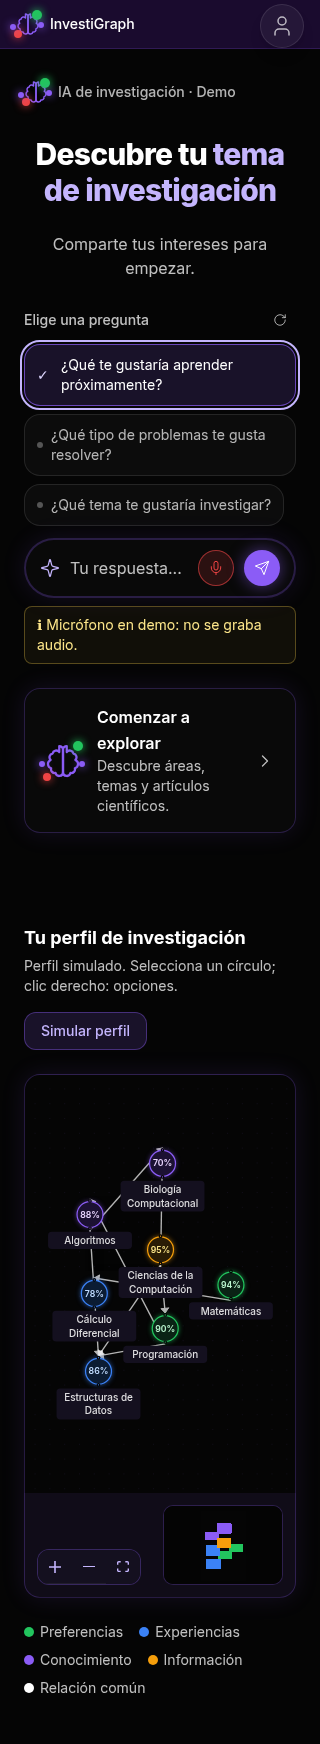 InvestiGraph
IA de investigación · Demo
Descubre tu tema
de investigación
Comparte tus intereses para
empezar.
Elige una pregunta
✓ ¿Qué te gustaría aprender
próximamente?
¿Qué tipo de problemas te gusta
resolver?
¿Qué tema te gustaría investigar?
Tu respuesta...
ℹ Micrófono en demo: no se graba
audio.
Comenzar a
explorar
Descubre áreas,
temas y artículos
científicos.
Tu perfil de investigación
Perfil simulado. Selecciona un círculo;
clic derecho: opciones.
Simular perfil
70%
Biología
Computacional
88%
Algoritmos
95%
Ciencias de la
Computación
94%
Matemáticas
78%
Cálculo
Diferencial
90%
Programación
86%
Estructuras de
Datos
Preferencias
Experiencias
Conocimiento
Información
Relación común